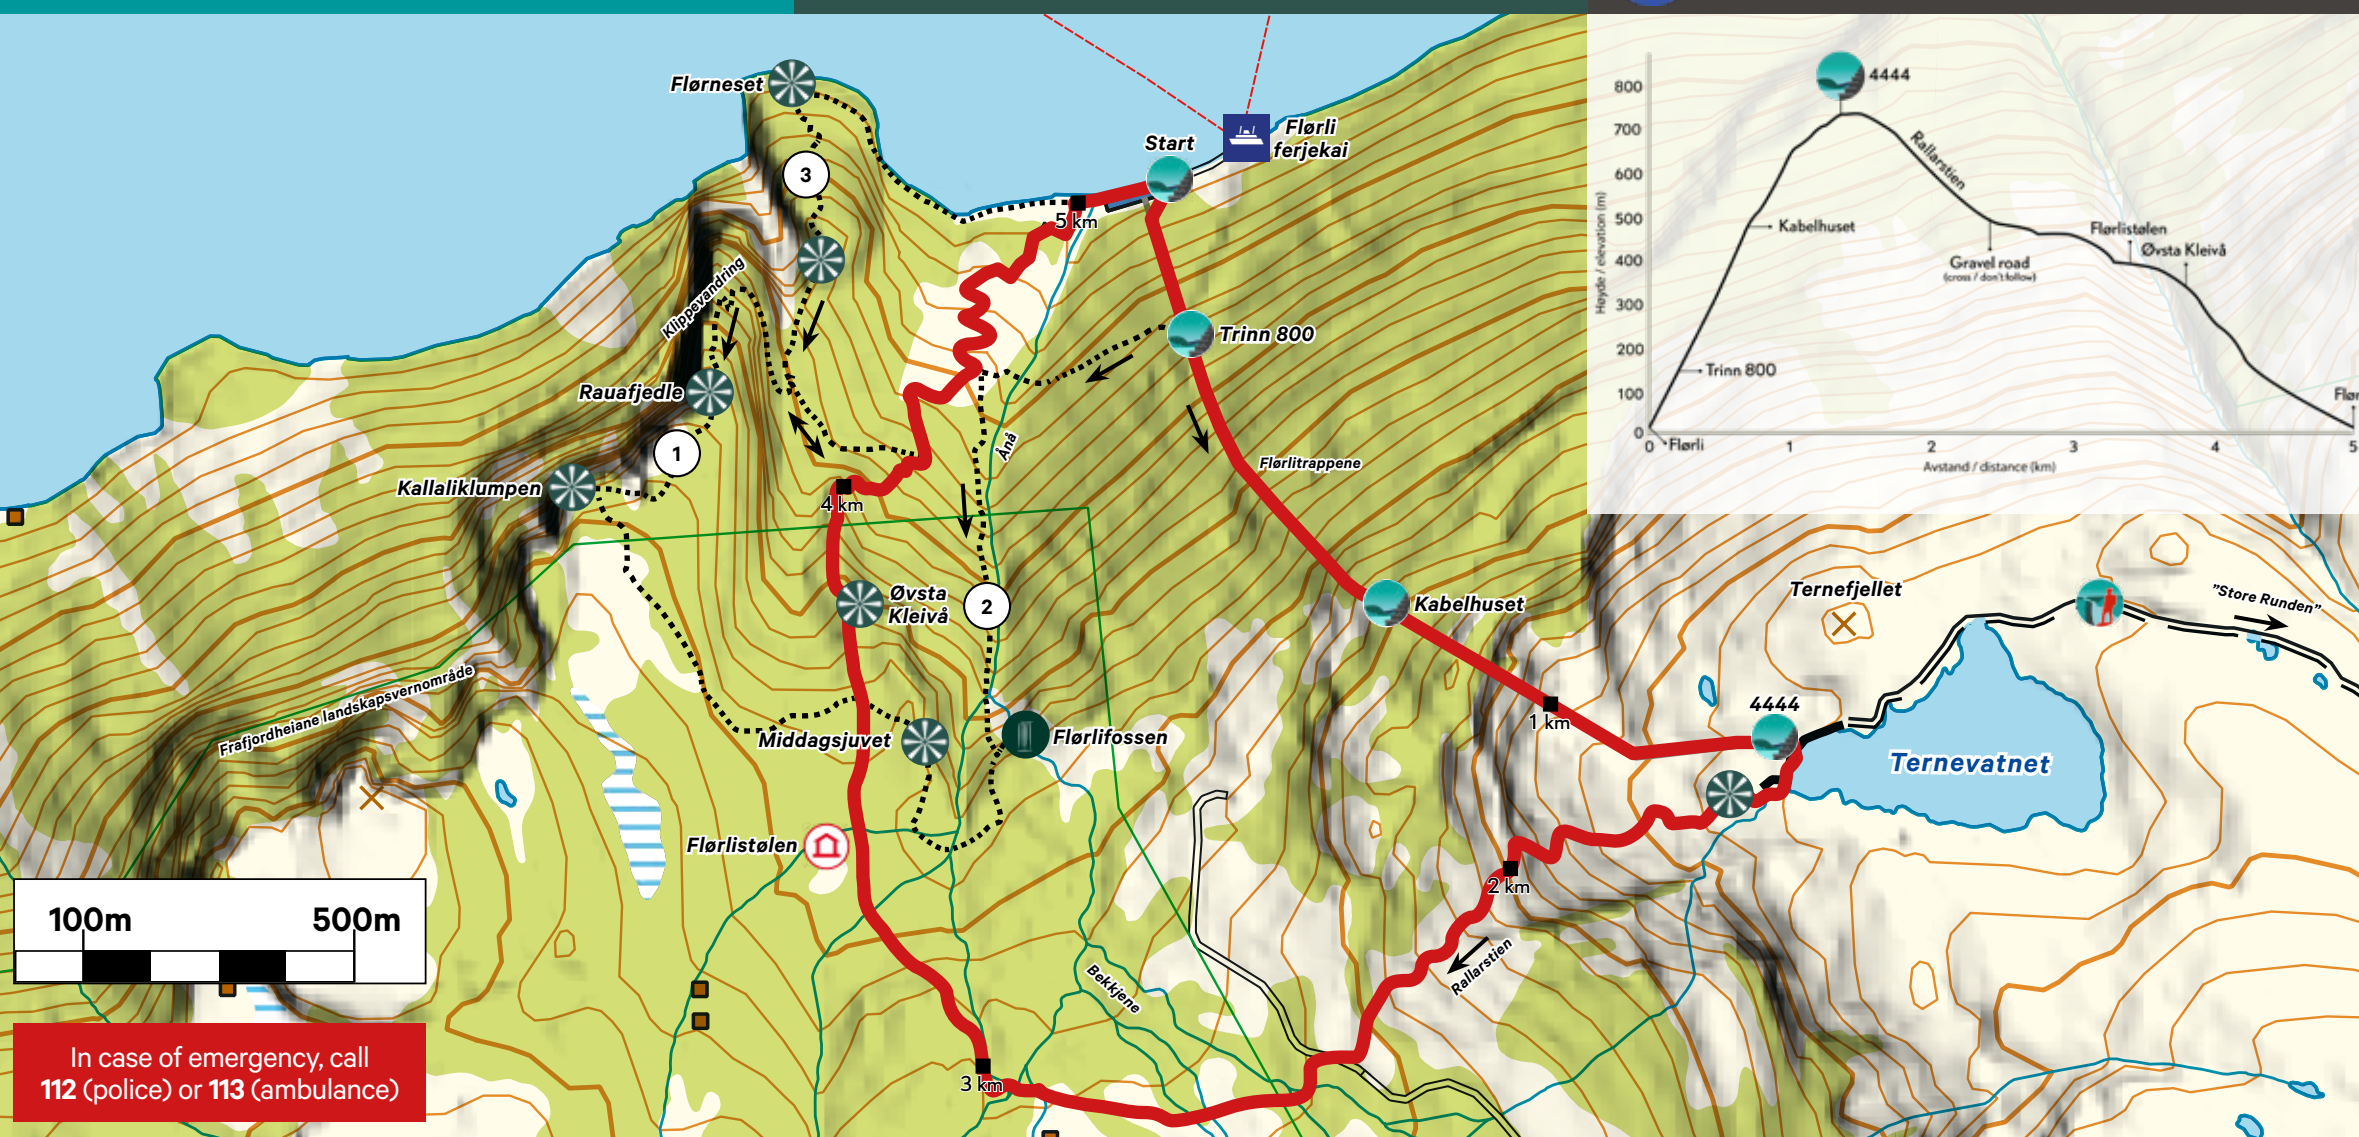 Flørneset
3
Start
Flørli
ferjekai
5 km
Klippevandring
Trinn 800
Rauafjedle
1
Ånå
Flørlitrappene
Kallaliklumpen
4 km
Øvsta
Kleivå
2
Kabelhuset
Ternefjellet
"Store Runden"
Frafjordheiane landskapsvernområde
Middagsjuvet
Flørlifossen
1 km
4444
Ternevatnet
Flørlistølen
2 km
Rallarstien
Bekkjene
3 km
100m
500m
In case of emergency, call
112 (police) or 113 (ambulance)
4444
800
700
600
500
400
300
200
100
0
Høyde / elevation (m)
Rallarstien
Kabelhuset
Flørlistølen
Øvsta Kleivå
Gravel road
(cross / don't follow)
Trinn 800
Flørli
0
1
2
3
4
5
Avstand / distance (km)